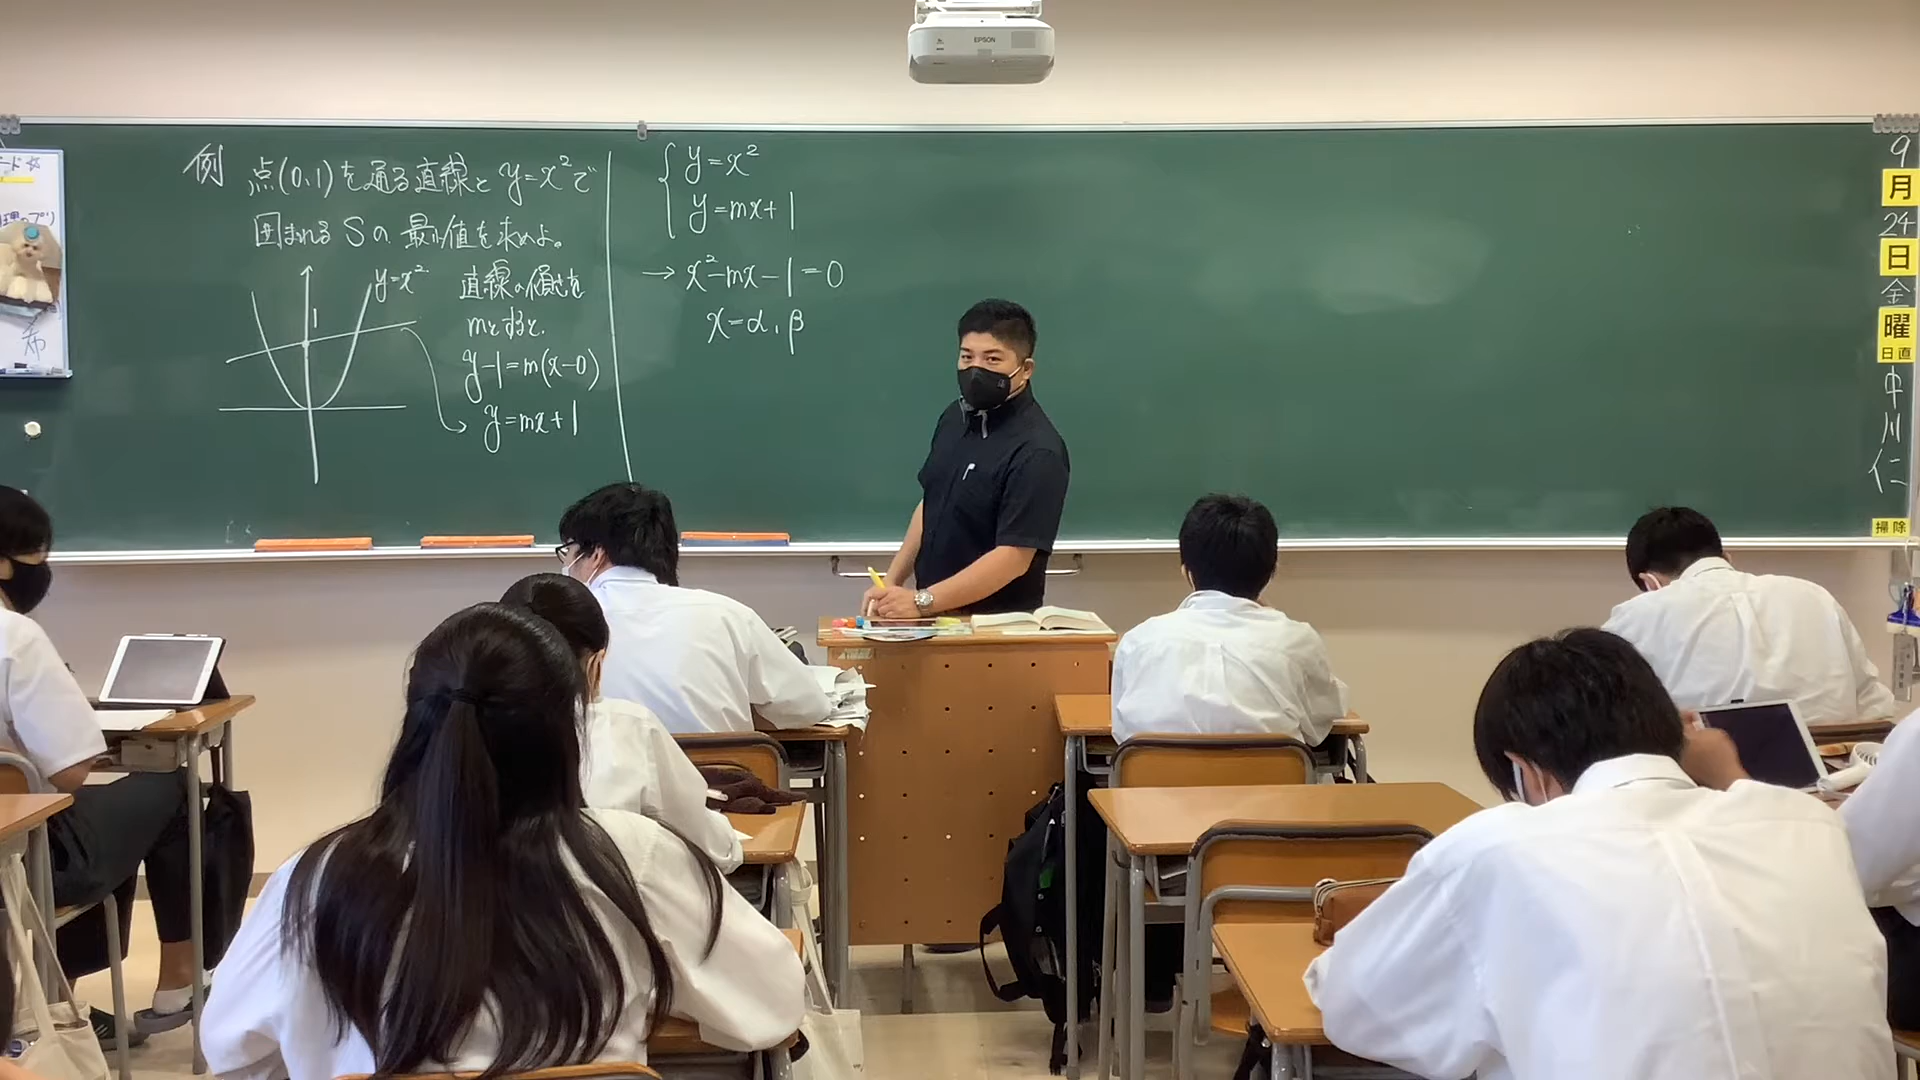 例 点(0,1)を通る直線と y=x²で
囲まれる Sの 最小値を求めよ。
y=x²
1
直線の傾きを
mとすると、
y-1=m(x-0)
y=mx+1
y=x²
y=mx+1
→ x²-mx-1=0
x=α, β
EPSON
9
月
24
日
金
曜
日直
中
川
仁
掃除